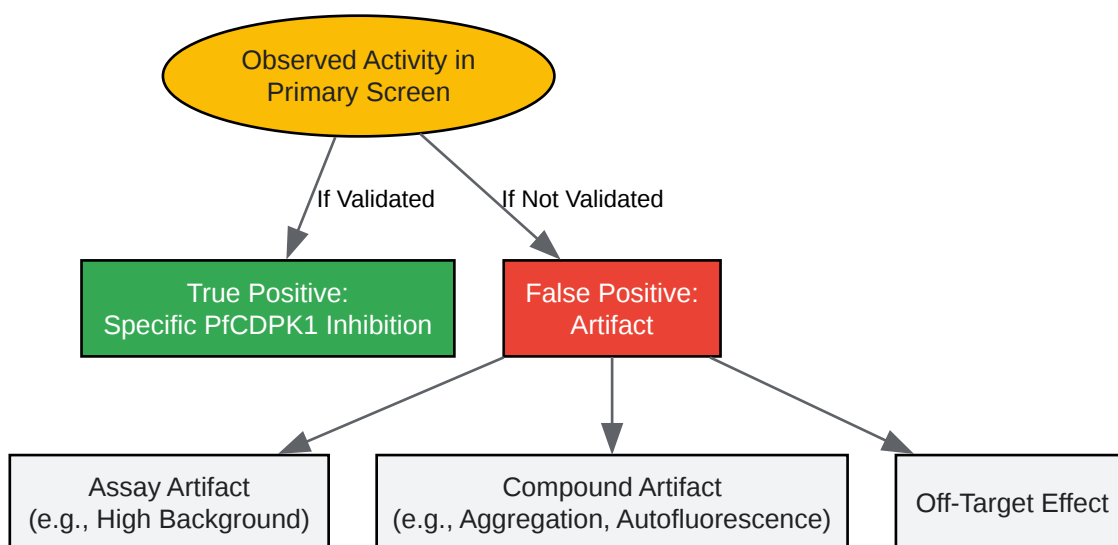 Observed Activity in
Primary Screen
If Validated
If Not Validated
True Positive:
Specific PfCDPK1 Inhibition
False Positive:
Artifact
Assay Artifact
(e.g., High Background)
Compound Artifact
(e.g., Aggregation, Autofluorescence)
Off-Target Effect